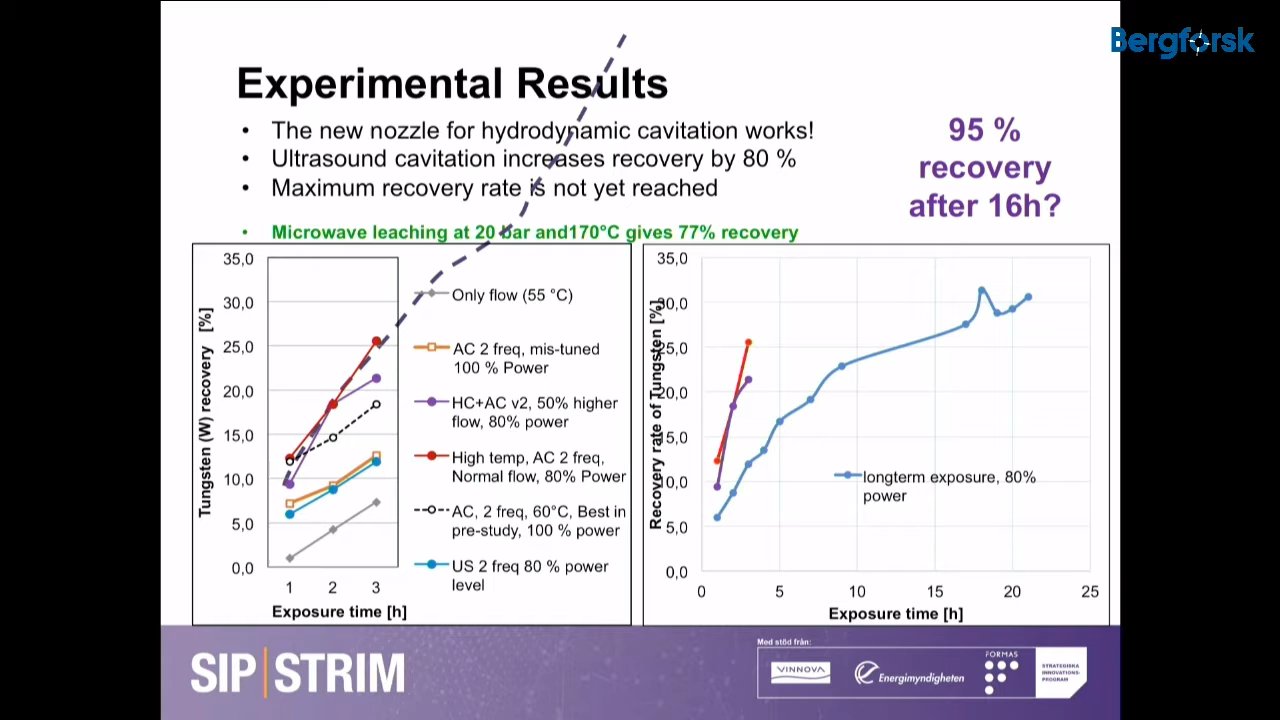 Bergforsk
Experimental Results
• The new nozzle for hydrodynamic cavitation works!
• Ultrasound cavitation increases recovery by 80 %
• Maximum recovery rate is not yet reached
• Microwave leaching at 20 bar and170°C gives 77% recovery
95 %
recovery
after 16h?
Tungsten (W) recovery [%]
35,0
30,0
25,0
20,0
15,0
10,0
5,0
0,0
1 2 3
Exposure time [h]
Only flow (55 °C)
AC 2 freq, mis-tuned
100 % Power
HC+AC v2, 50% higher
flow, 80% power
High temp, AC 2 freq,
Normal flow, 80% Power
AC, 2 freq, 60°C, Best in
pre-study, 100 % power
US 2 freq 80 % power
level
Recovery rate of Tungsten [%]
35,0
30,0
25,0
20,0
15,0
10,0
5,0
0,0
0 5 10 15 20 25
Exposure time [h]
longterm exposure, 80%
power
SIP|STRIM
Med stöd från:
VINNOVA
Energimyndigheten
FORMAS
STRATEGISKA
INNOVATIONS-
PROGRAM